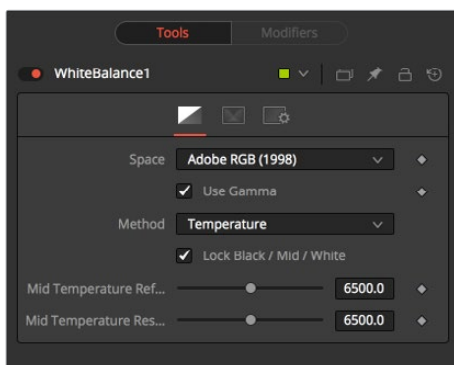 Tools Modifiers
WhiteBalance1
Space Adobe RGB (1998)
Use Gamma
Method Temperature
Lock Black / Mid / White
Mid Temperature Ref... 6500.0
Mid Temperature Res... 6500.0